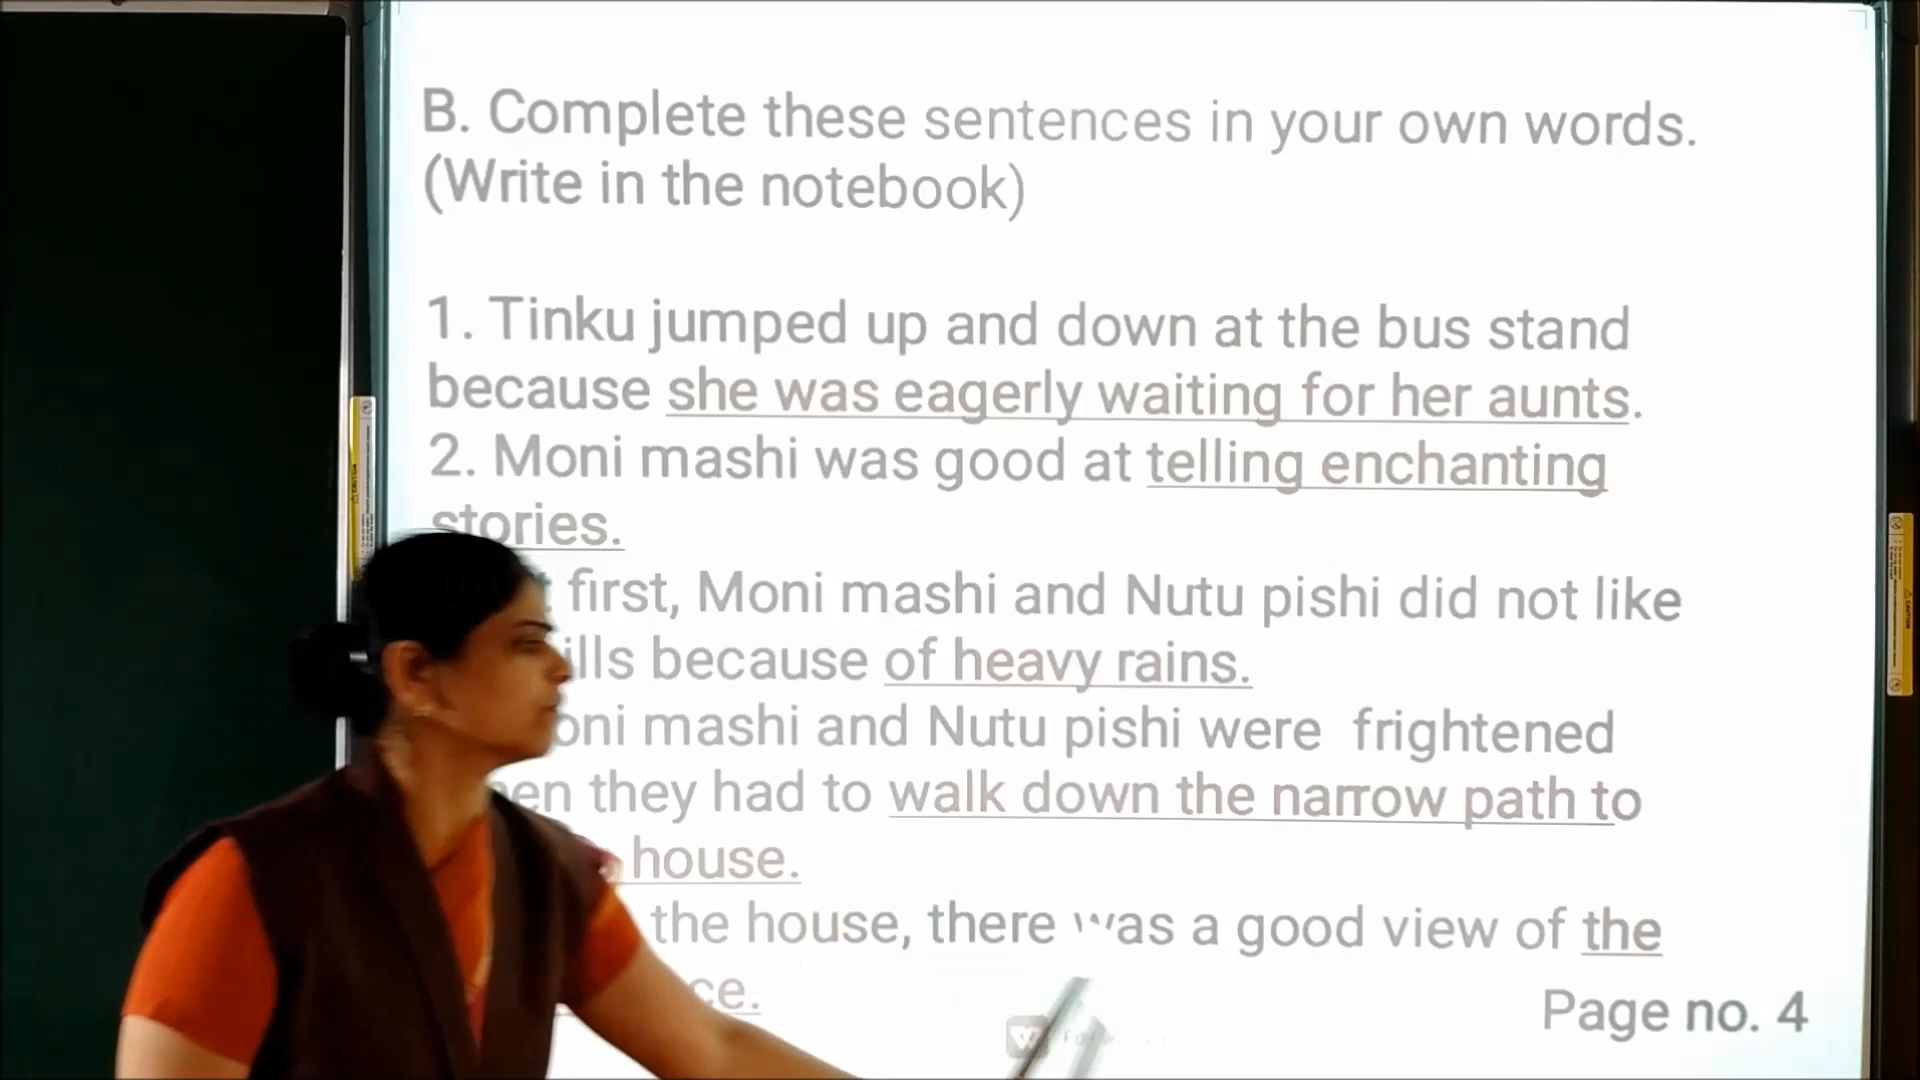 B. Complete these sentences in your own words.
(Write in the notebook)
1. Tinku jumped up and down at the bus stand
because she was eagerly waiting for her aunts.
2. Moni mashi was good at telling enchanting
stories.
first, Moni mashi and Nutu pishi did not like
because of heavy rains.
mashi and Nutu pishi were frightened
they had to walk down the narrow path to
house.
the house, there was a good view of the
Page no. 4